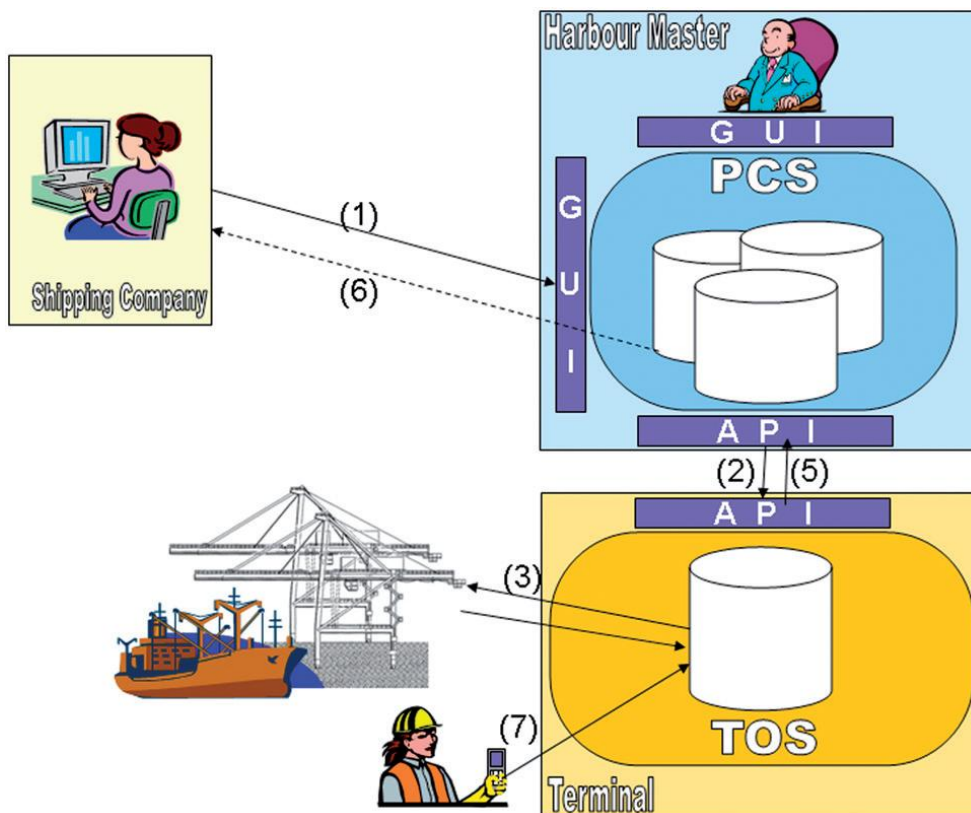 Harbour Master
G U I
PCS
G
U
I
(1)
(6)
Shipping Company
A P I
(2)
(5)
A P I
(3)
(7)
TOS
Terminal